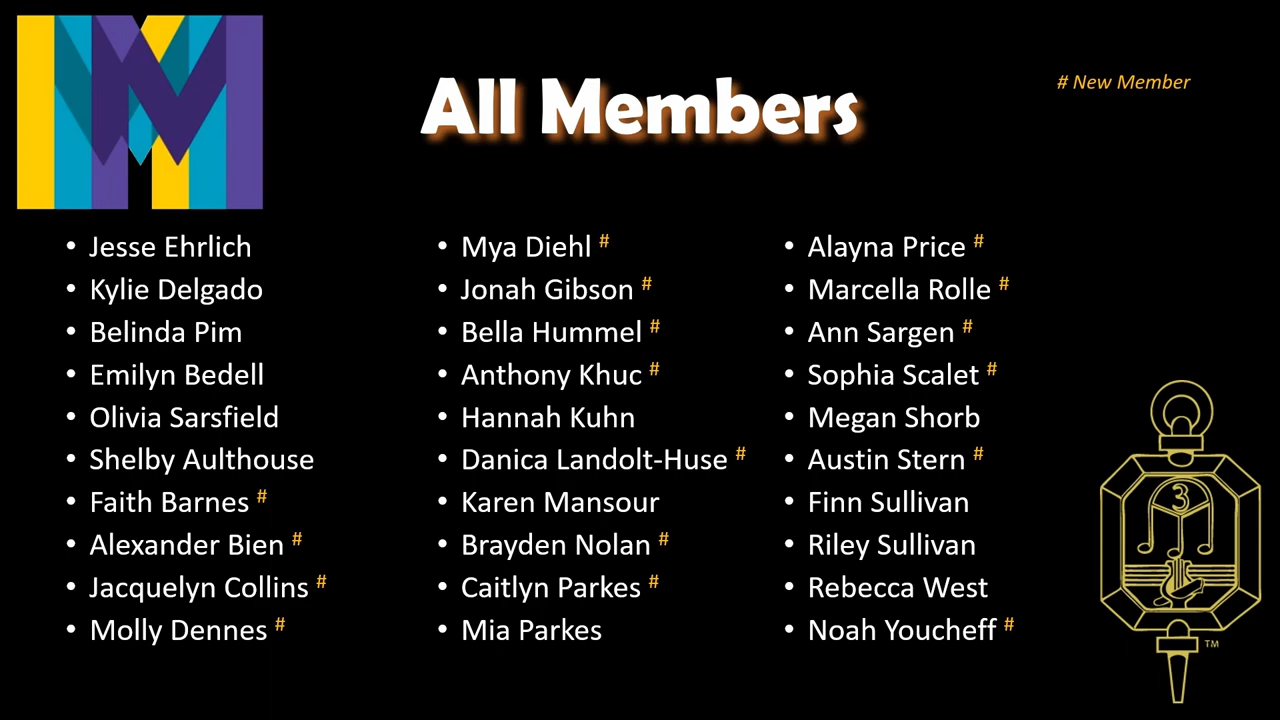 All Members
# New Member
• Jesse Ehrlich
• Kylie Delgado
• Belinda Pim
• Emilyn Bedell
• Olivia Sarsfield
• Shelby Aulthouse
• Faith Barnes #
• Alexander Bien #
• Jacquelyn Collins #
• Molly Dennes #
• Mya Diehl #
• Jonah Gibson #
• Bella Hummel #
• Anthony Khuc #
• Hannah Kuhn
• Danica Landolt-Huse #
• Karen Mansour
• Brayden Nolan #
• Caitlyn Parkes #
• Mia Parkes
• Alayna Price #
• Marcella Rolle #
• Ann Sargen #
• Sophia Scalet #
• Megan Shorb
• Austin Stern #
• Finn Sullivan
• Riley Sullivan
• Rebecca West
• Noah Youcheff #
3
TM